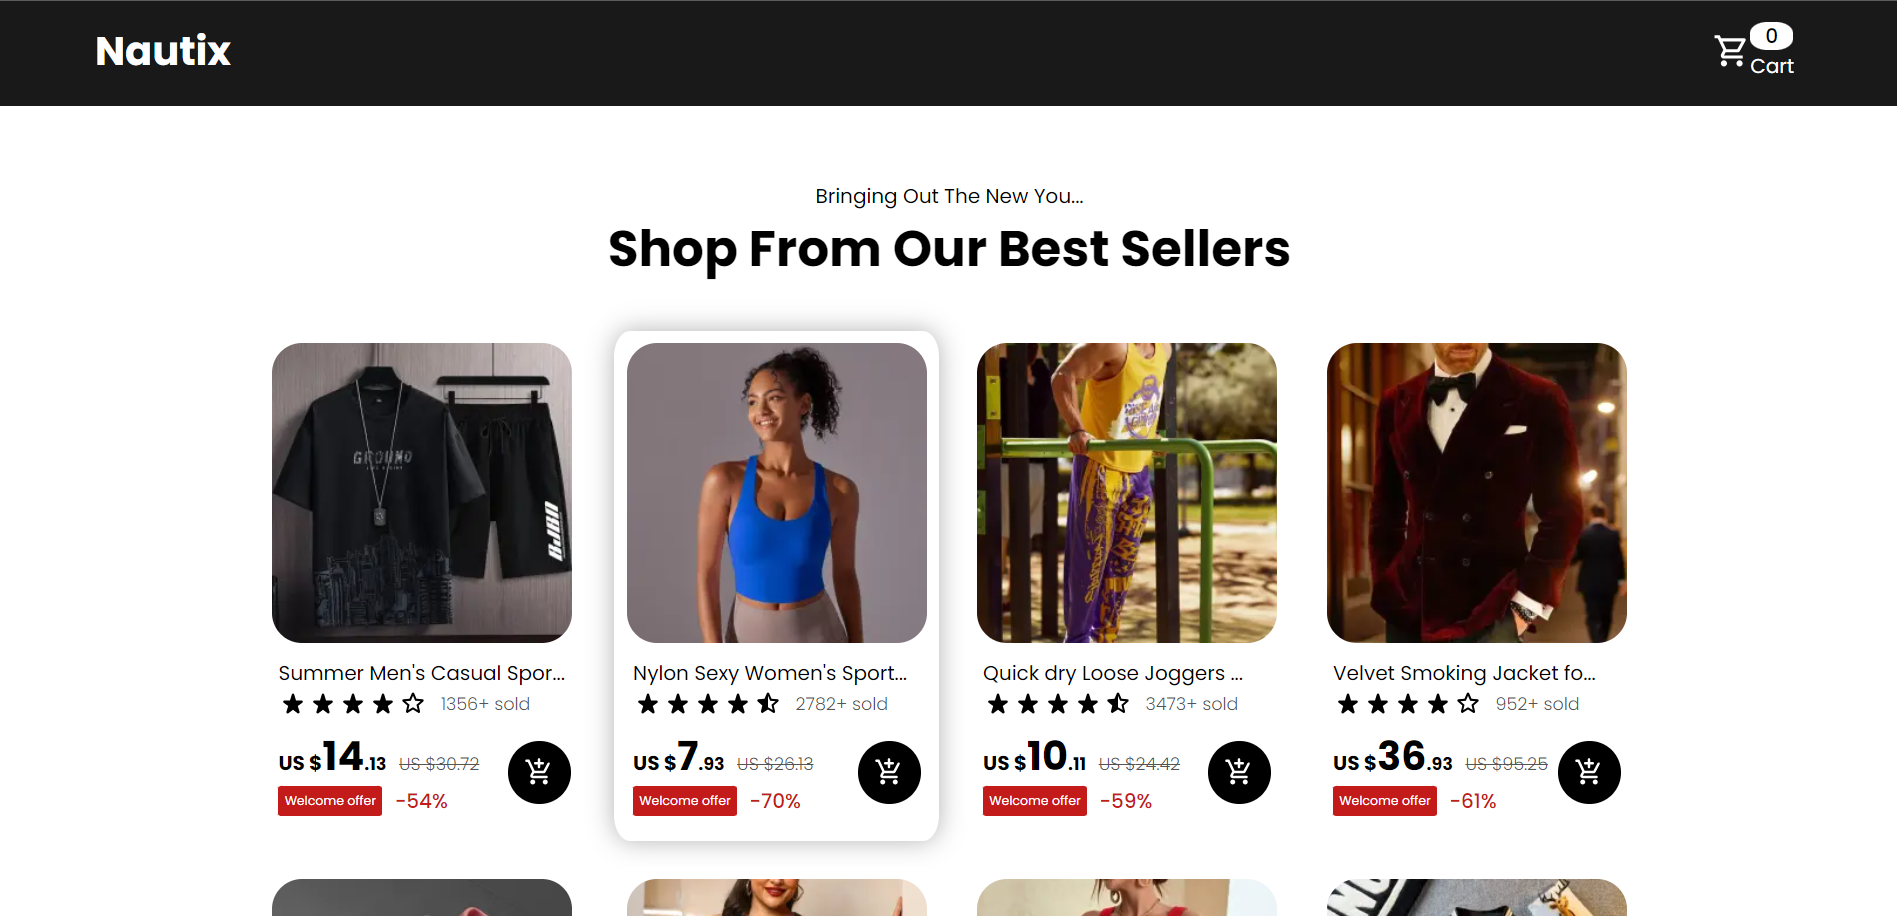 Nautix
0
Cart
Bringing Out The New You...
Shop From Our Best Sellers
GROUND
RJBN
Summer Men's Casual Spor...
1356+ sold
US $14.13 US $30.72
Welcome offer -54%
Nylon Sexy Women's Sport...
2782+ sold
US $7.93 US $26.13
Welcome offer -70%
Quick dry Loose Joggers ...
3473+ sold
US $10.11 US $24.42
Welcome offer -59%
Velvet Smoking Jacket fo...
952+ sold
US $36.93 US $95.25
Welcome offer -61%